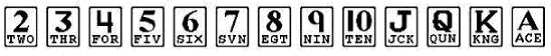 2 3 4 5 6 7 8 9 10 J Q K A
TWO THR FOR FIV SIX SVN EGT NIN TEN JCK QUN KNG ACE